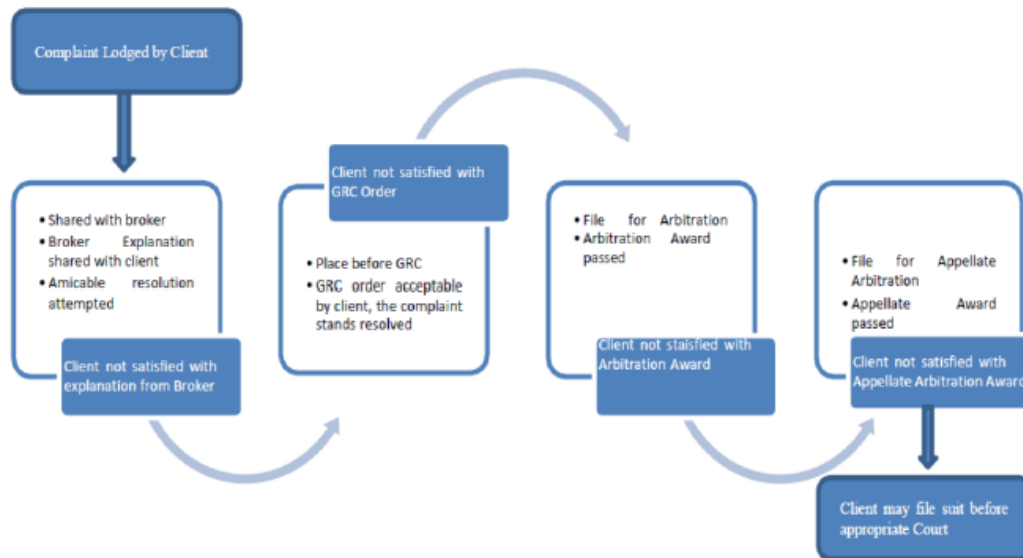 Complaint Lodged by Client
• Shared with broker
• Broker Explanation
shared with client
• Amicable resolution
attempted
Client not satisfied with
explanation from Broker
Client not satisfied with
GRC Order
• Place before GRC
• GRC order acceptable
by client, the complaint
stands resolved
• File for Arbitration
• Arbitration Award
passed
Client not staisfied with
Arbitration Award
• File for Appellate
Arbitration
• Appellate Award
passed
Client not satisfied with
Appellate Arbitration Award
Client may file suit before
appropriate Court